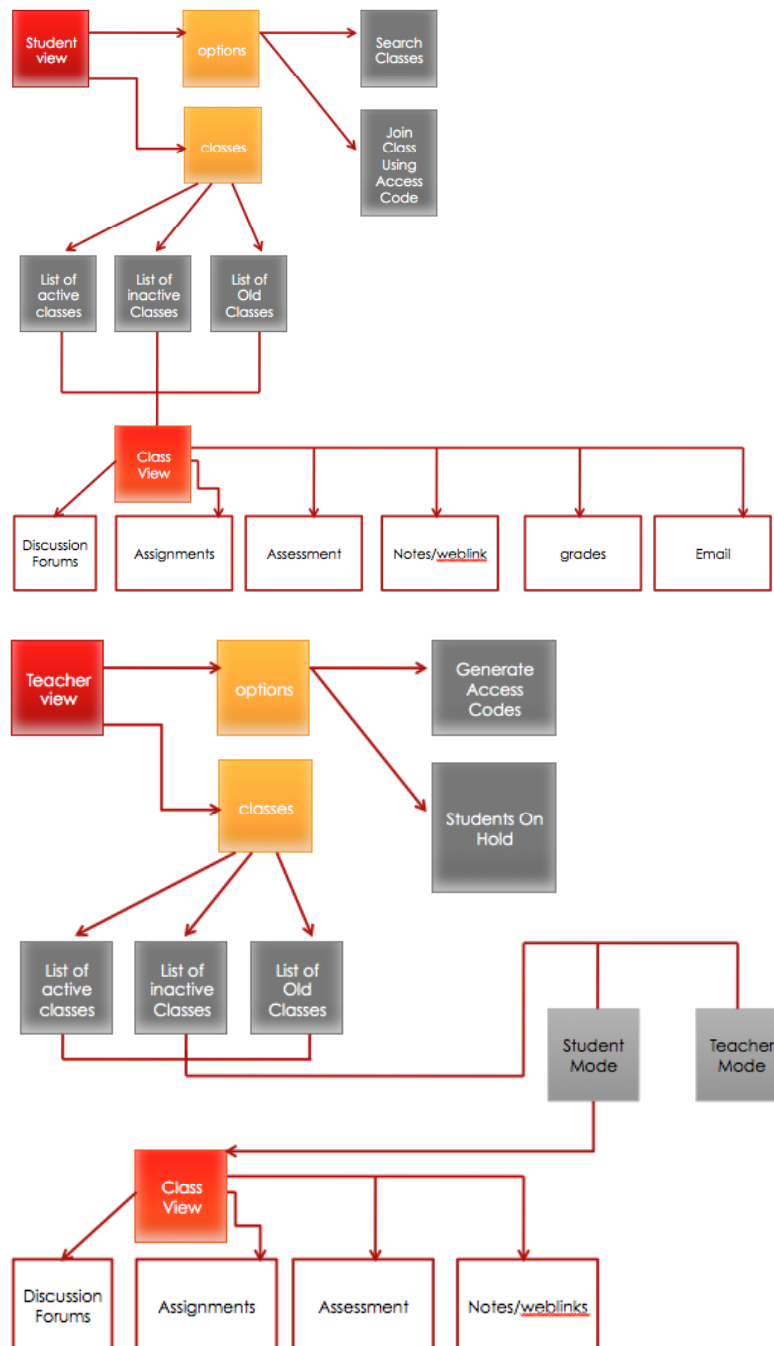 Student
view
options
Search
Classes
classes
Join
Class
Using
Access
Code
List of
active
classes
List of
inactive
Classes
List of
Old
Classes
Class
View
Discussion
Forums
Assignments
Assessment
Notes/weblink
grades
Email
Teacher
view
options
Generate
Access
Codes
classes
Students On
Hold
List of
active
classes
List of
inactive
Classes
List of
Old
Classes
Student
Mode
Teacher
Mode
Class
View
Discussion
Forums
Assignments
Assessment
Notes/weblinks